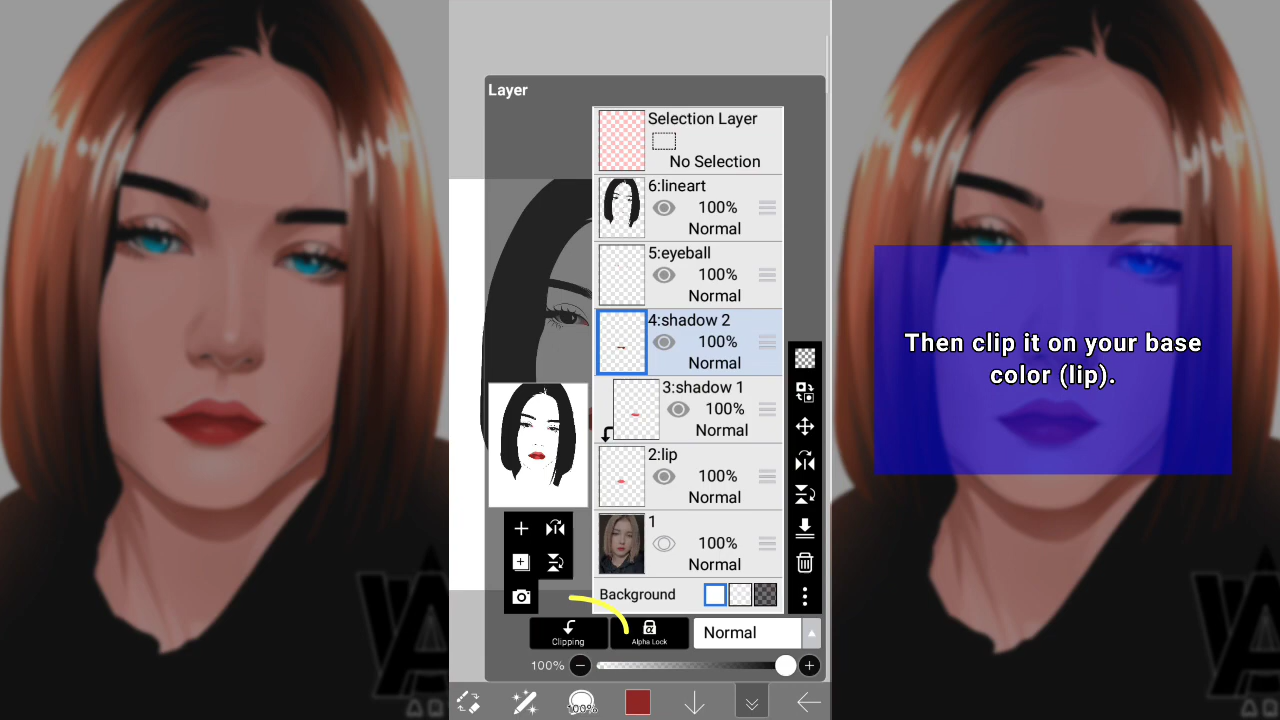 Layer
Selection Layer
No Selection
6:lineart
100%
Normal
5:eyeball
100%
Normal
4:shadow 2
100%
Normal
3:shadow 1
100%
Normal
2:lip
100%
Normal
1
100%
Normal
Background
Clipping
Alpha Lock
Normal
100%
100%
Then clip it on your base
color (lip).